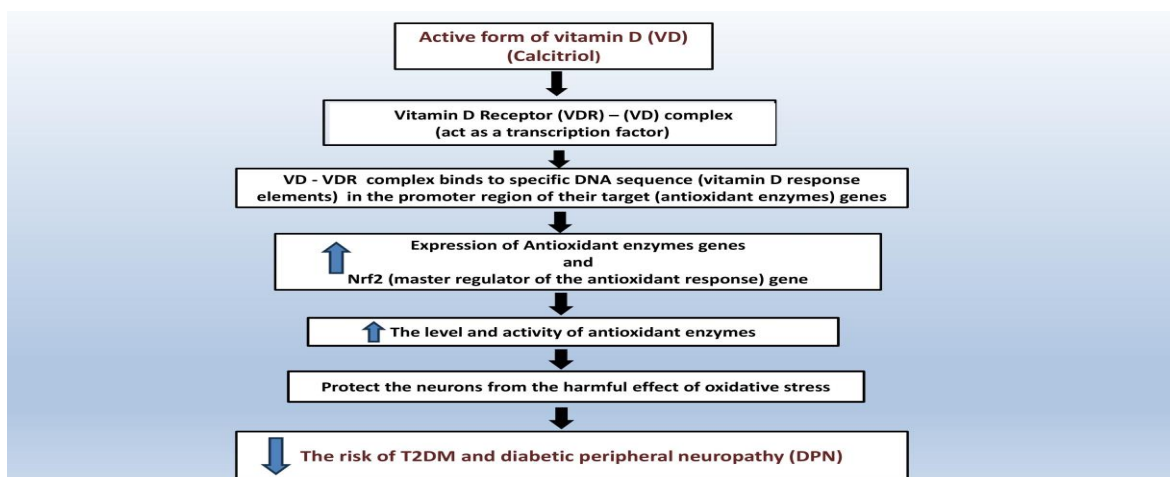 Active form of vitamin D (VD)
(Calcitriol)
Vitamin D Receptor (VDR) – (VD) complex
(act as a transcription factor)
VD - VDR complex binds to specific DNA sequence (vitamin D response
elements) in the promoter region of their target (antioxidant enzymes) genes
Expression of Antioxidant enzymes genes
and
Nrf2 (master regulator of the antioxidant response) gene
The level and activity of antioxidant enzymes
Protect the neurons from the harmful effect of oxidative stress
The risk of T2DM and diabetic peripheral neuropathy (DPN)